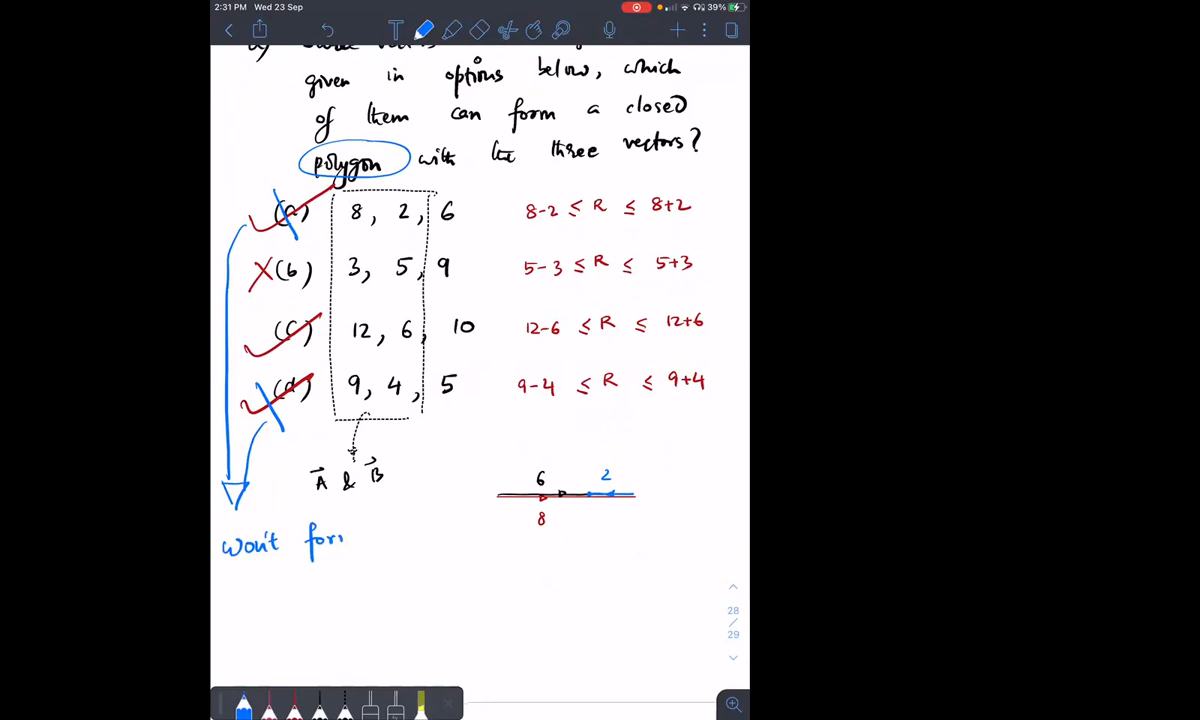 2:31 PM Wed 23 Sep 39%
given in options below, which
of them can form a closed
polygon with the three vectors?
(a) 8, 2, 6 8-2 ≤ R ≤ 8+2
(b) 3, 5, 9 5-3 ≤ R ≤ 5+3
(c) 12, 6, 10 12-6 ≤ R ≤ 12+6
(d) 9, 4, 5 9-4 ≤ R ≤ 9+4
A & B
6 2
8
won't for
28
/
29